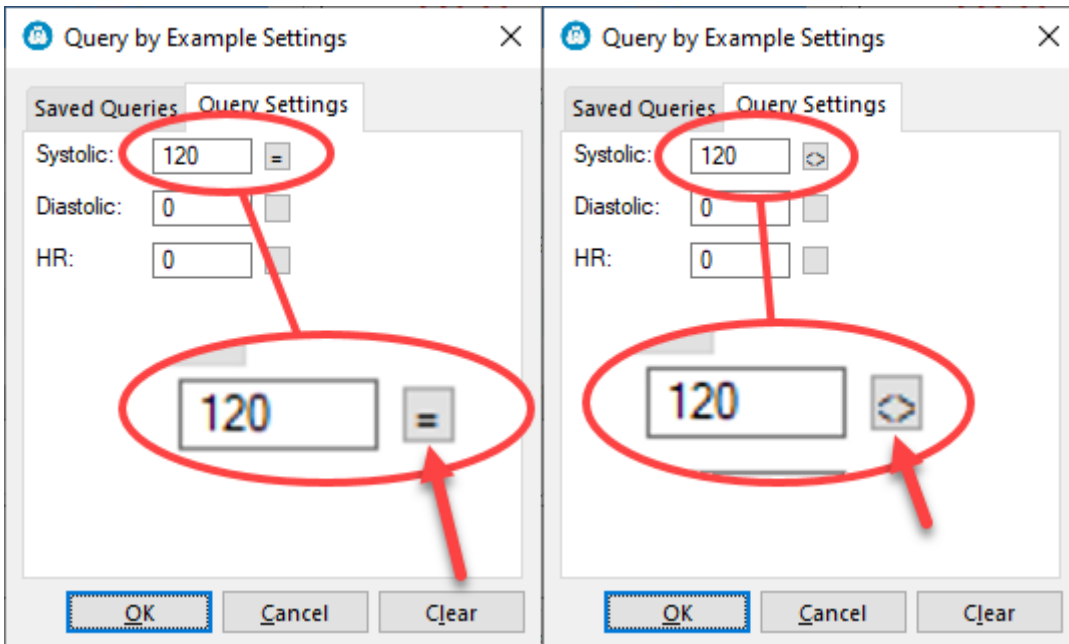 Query by Example Settings
Saved Queries Query Settings
Systolic: 120 =
Diastolic: 0
HR: 0
120 =
OK Cancel Clear
Query by Example Settings
Saved Queries Query Settings
Systolic: 120 <>
Diastolic: 0
HR: 0
120 <>
OK Cancel Clear